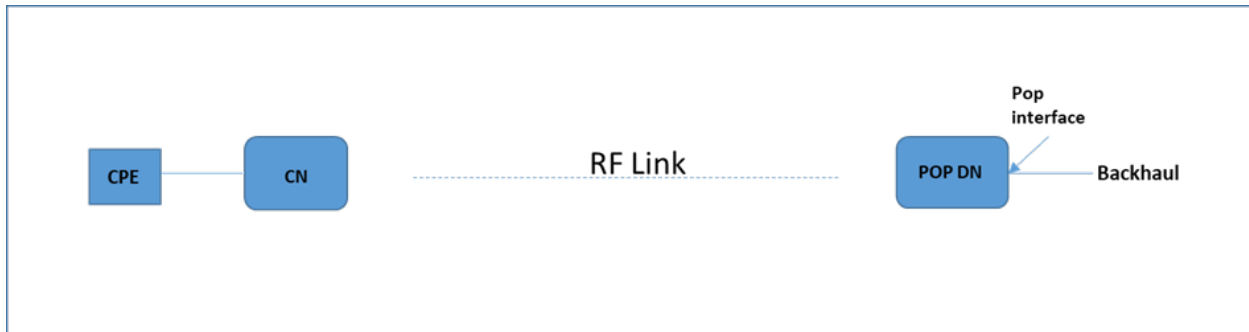 CPE
CN
RF Link
POP DN
Pop
interface
Backhaul